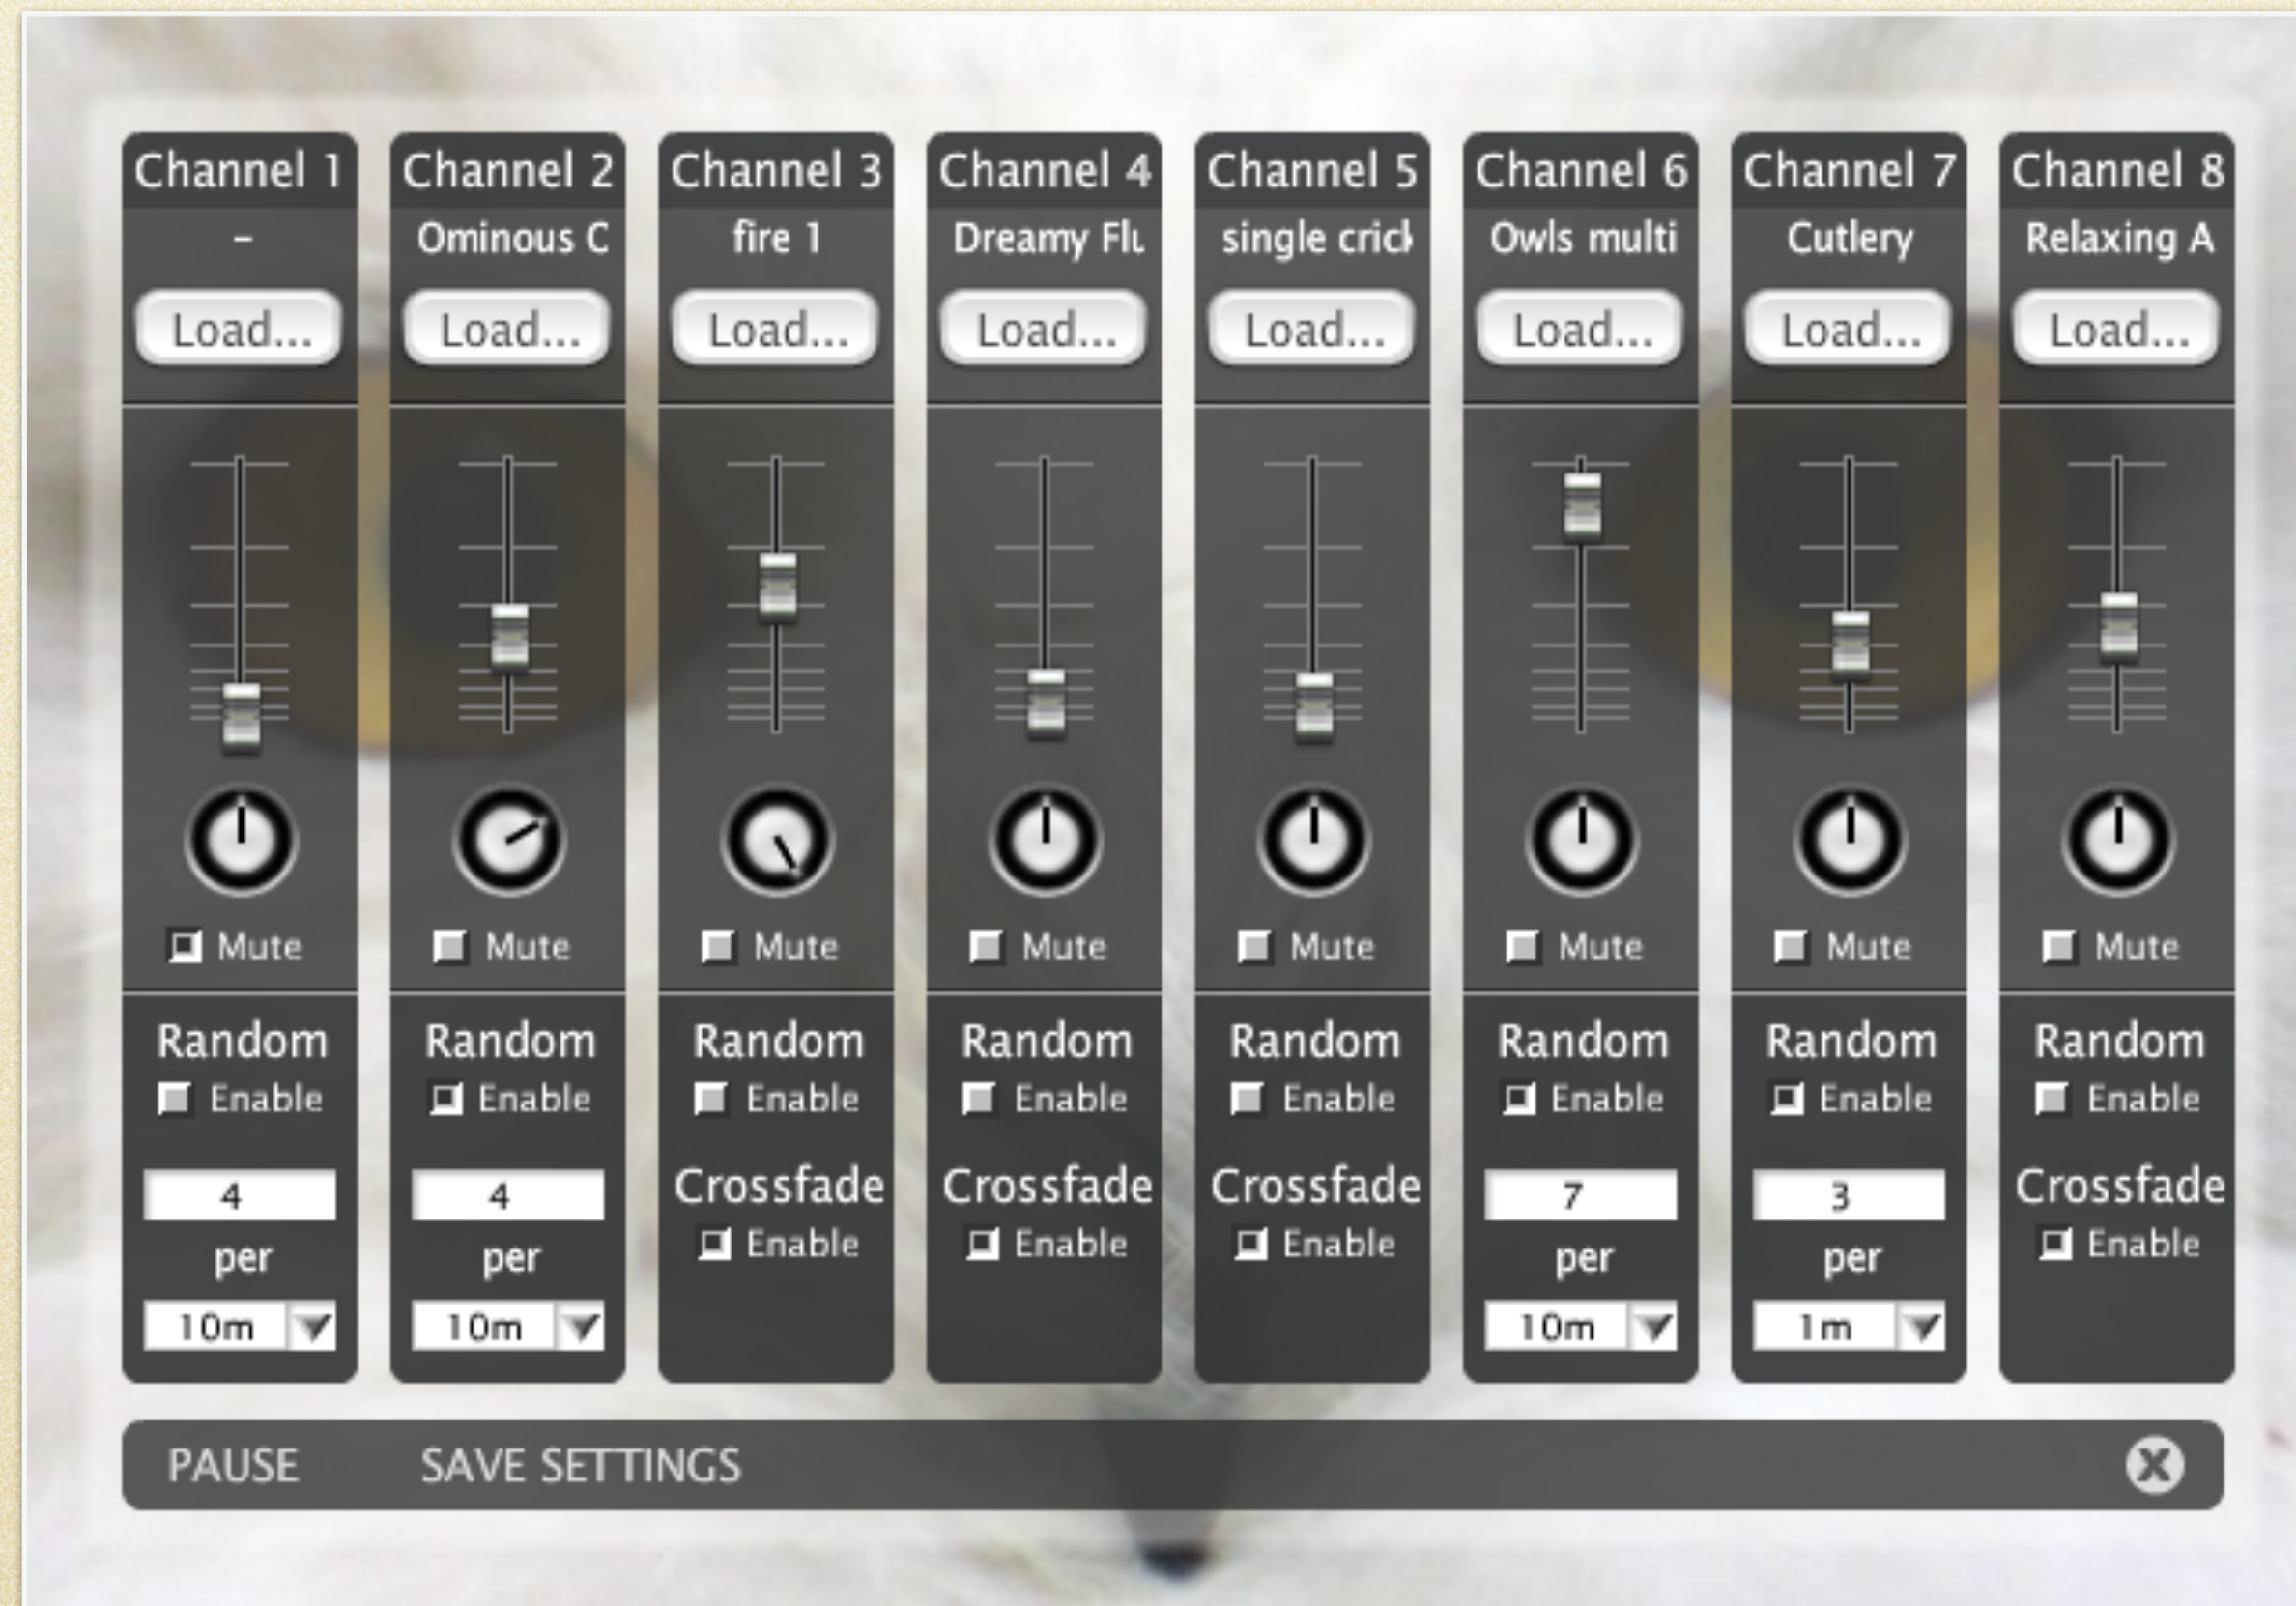 Channel 1
–
Load...
Mute
Random
Enable
4
per
10m
Channel 2
Ominous C
Load...
Mute
Random
Enable
4
per
10m
Channel 3
fire 1
Load...
Mute
Random
Enable
Crossfade
Enable
Channel 4
Dreamy Flu
Load...
Mute
Random
Enable
Crossfade
Enable
Channel 5
single crick
Load...
Mute
Random
Enable
Crossfade
Enable
Channel 6
Owls multi
Load...
Mute
Random
Enable
7
per
10m
Channel 7
Cutlery
Load...
Mute
Random
Enable
3
per
1m
Channel 8
Relaxing A
Load...
Mute
Random
Enable
Crossfade
Enable
PAUSE
SAVE SETTINGS
X